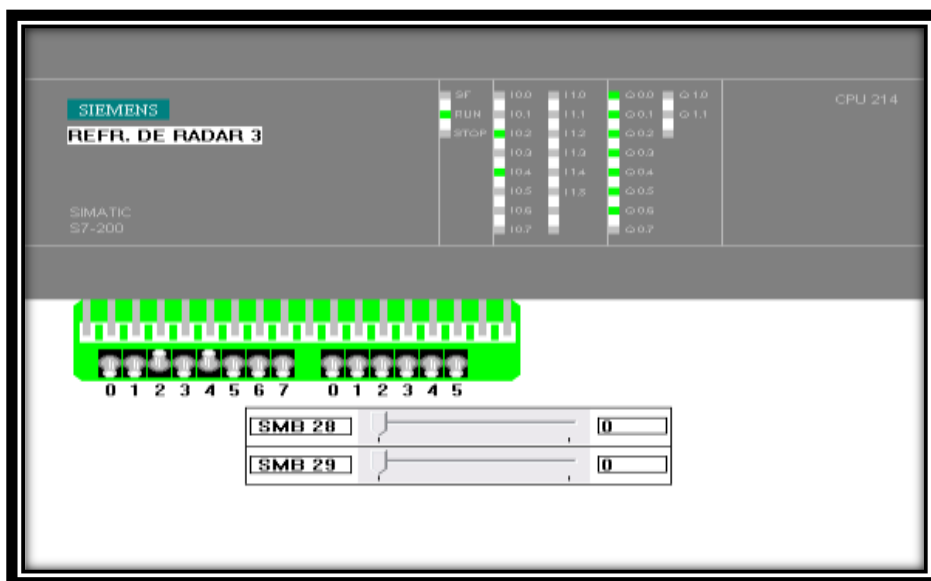 SIEMENS
REFR. DE RADAR 3
SIMATIC
S7-200
SF
RUN
STOP
I0.0
I0.1
I0.2
I0.3
I0.4
I0.5
I0.6
I0.7
I1.0
I1.1
I1.2
I1.3
I1.4
I1.5
Q0.0
Q0.1
Q0.2
Q0.3
Q0.4
Q0.5
Q0.6
Q0.7
Q1.0
Q1.1
CPU 214
0 1 2 3 4 5 6 7 0 1 2 3 4 5
SMB 28 0
SMB 29 0